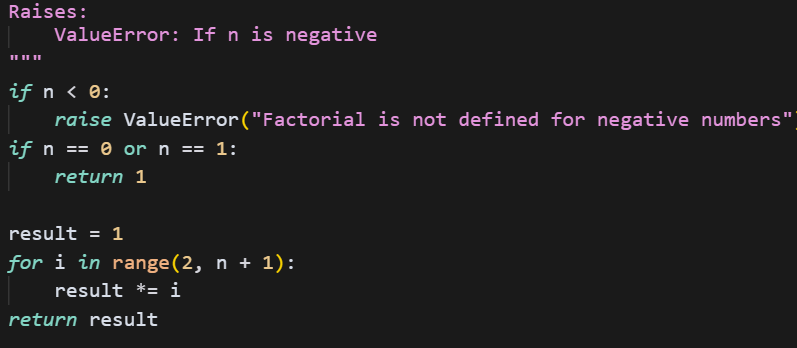 Raises:
    ValueError: If n is negative
"""
if n < 0:
    raise ValueError("Factorial is not defined for negative numbers")
if n == 0 or n == 1:
    return 1

result = 1
for i in range(2, n + 1):
    result *= i
return result